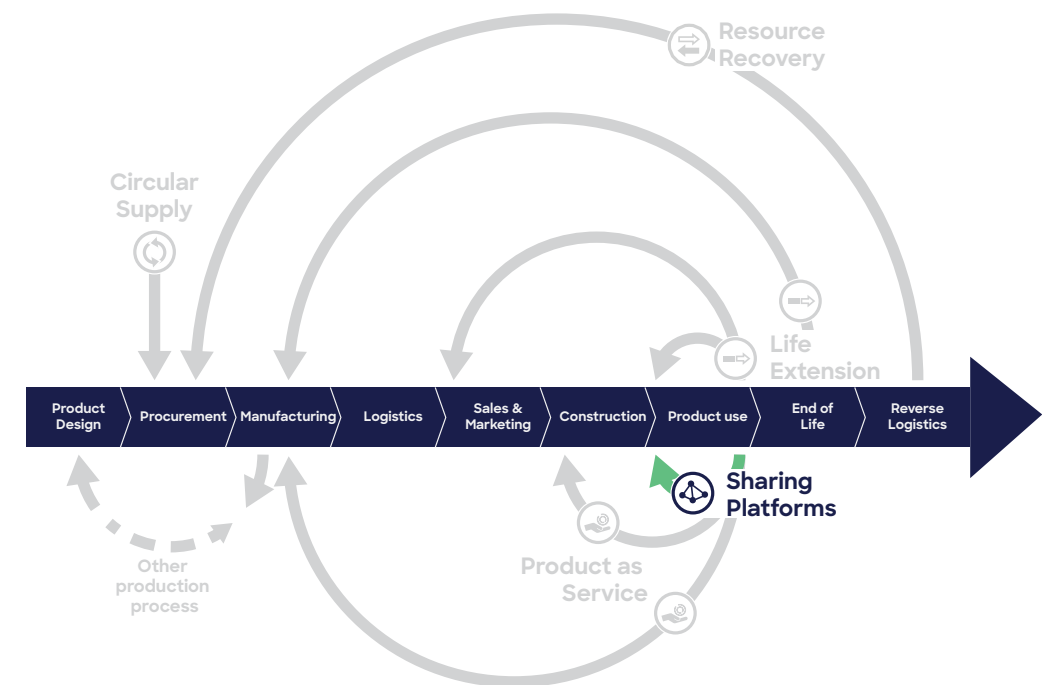 Resource
Recovery
Circular
Supply
Life
Extension
Product
Design
Procurement
Manufacturing
Logistics
Sales &
Marketing
Construction
Product use
End of
Life
Reverse
Logistics
Sharing
Platforms
Product as
Service
Other
production
process